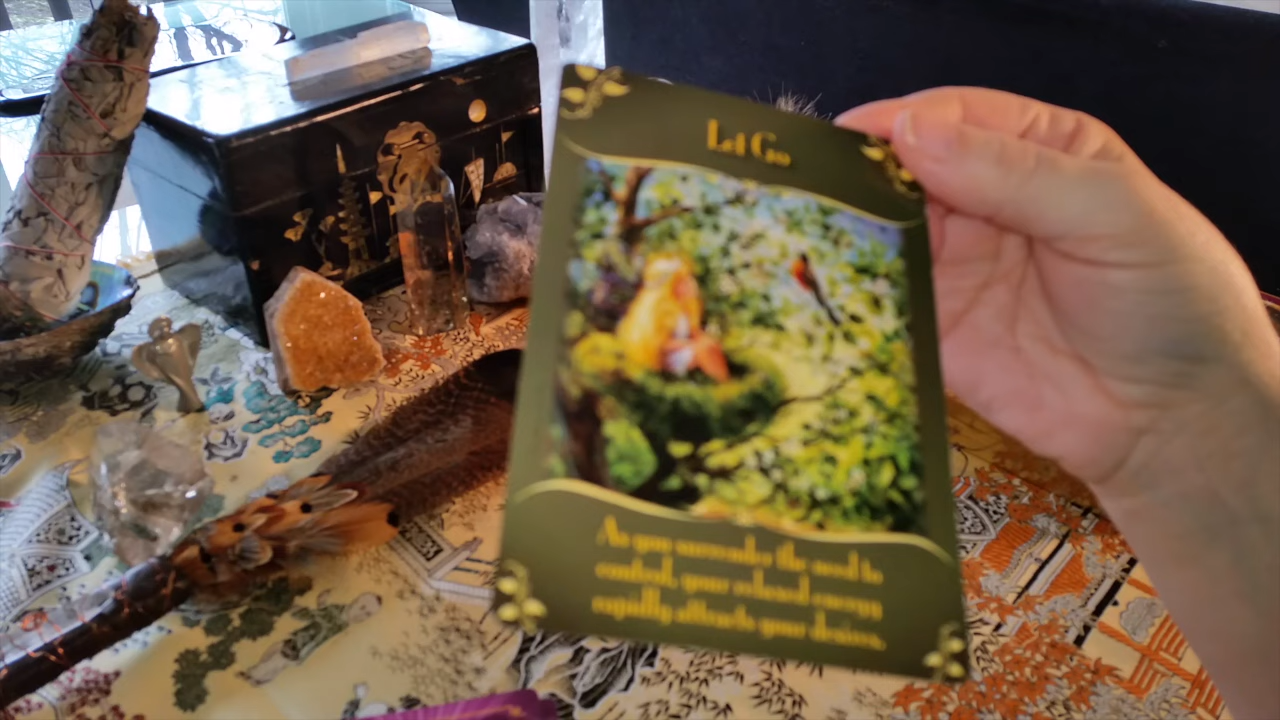 Let Go
As you surrender the need to
control, your relaxed energy
rapidly attracts your desires.